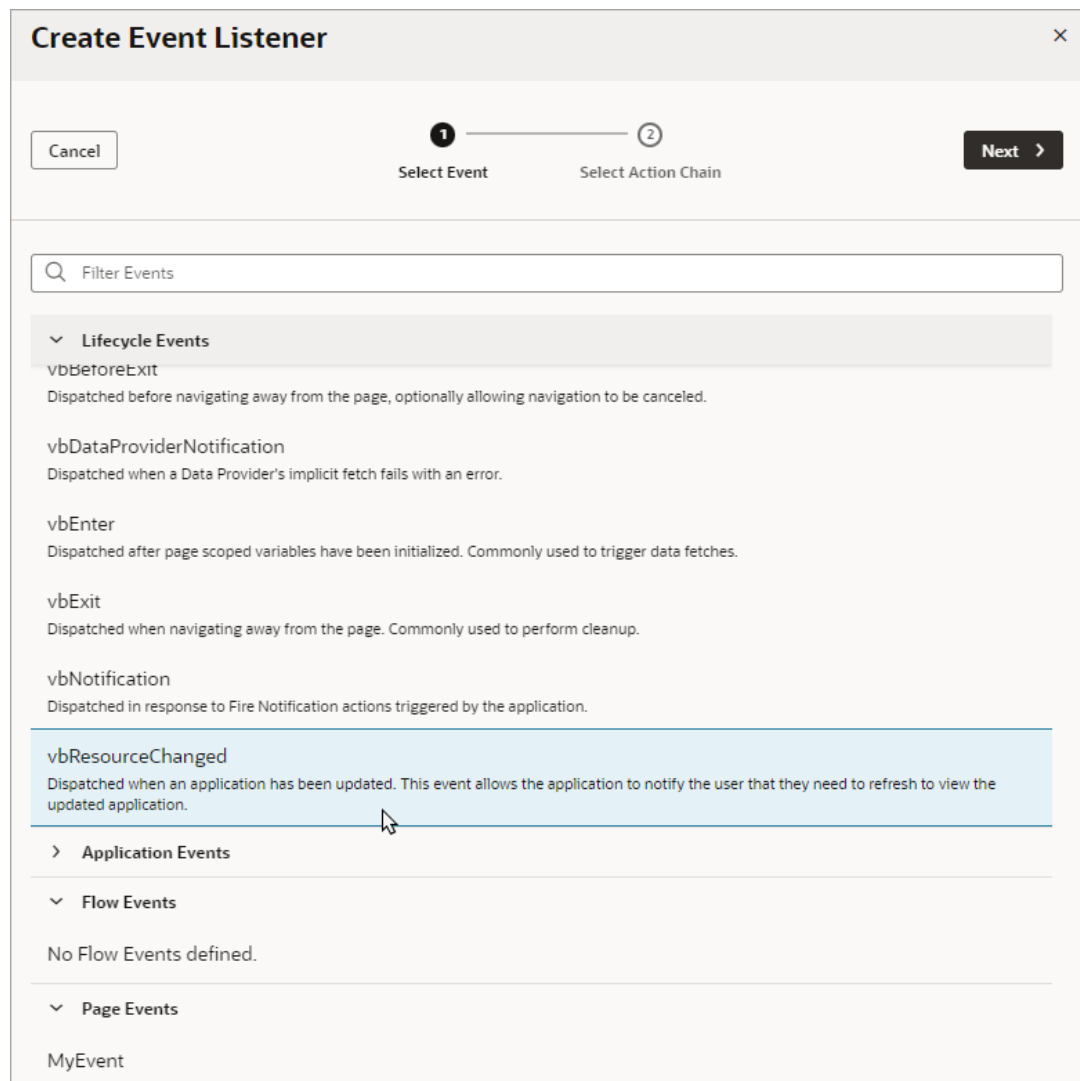 Create Event Listener
Cancel
1
2
Next
Select Event
Select Action Chain
Filter Events
Lifecycle Events
vbBeforeExit
Dispatched before navigating away from the page, optionally allowing navigation to be canceled.
vbDataProviderNotification
Dispatched when a Data Provider's implicit fetch fails with an error.
vbEnter
Dispatched after page scoped variables have been initialized. Commonly used to trigger data fetches.
vbExit
Dispatched when navigating away from the page. Commonly used to perform cleanup.
vbNotification
Dispatched in response to Fire Notification actions triggered by the application.
vbResourceChanged
Dispatched when an application has been updated. This event allows the application to notify the user that they need to refresh to view the
updated application.
Application Events
Flow Events
No Flow Events defined.
Page Events
MyEvent